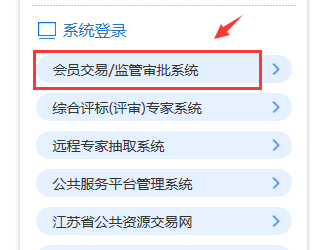 系统登录
会员交易/监管审批系统
综合评标(评审)专家系统
远程专家抽取系统
公共服务平台管理系统
江苏省公共资源交易网